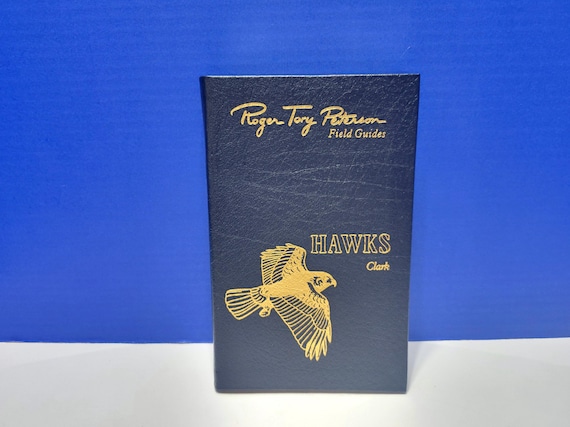 Roger Tory Peterson
Field Guides
HAWKS
Clark